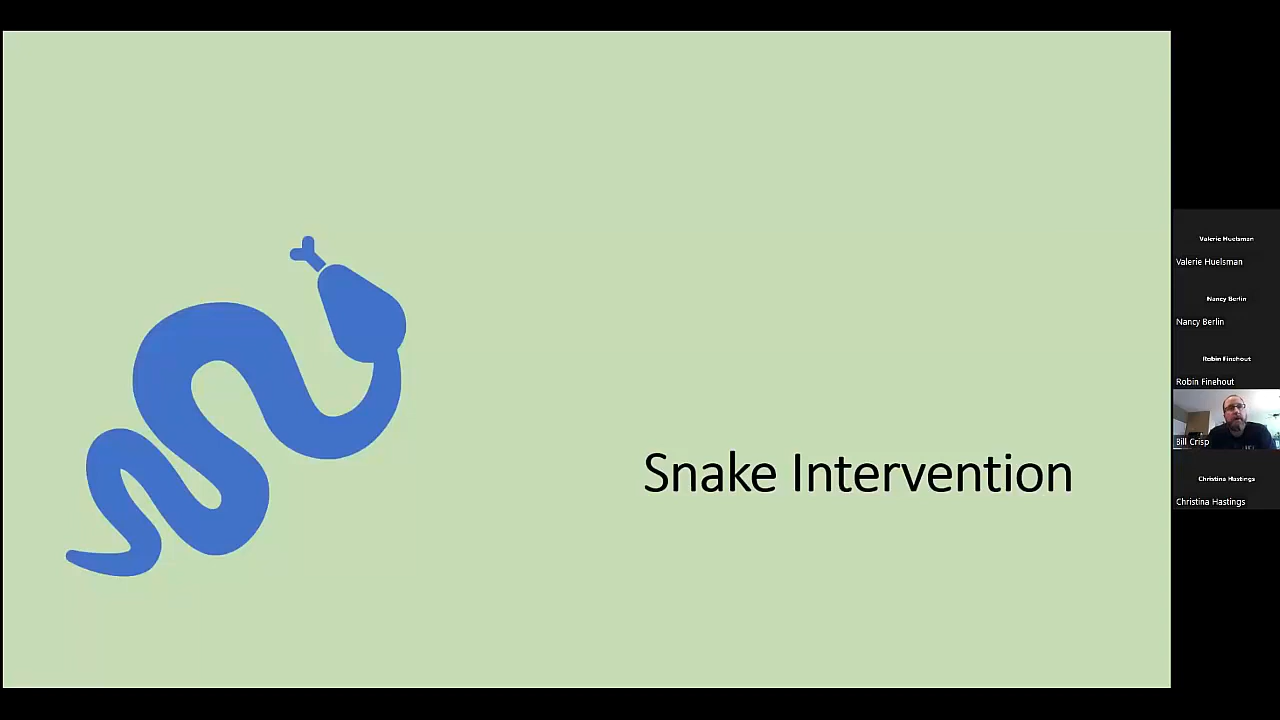 Snake Intervention
Valerie Huelsman
Valerie Huelsman
Nancy Berlin
Nancy Berlin
Robin Finehout
Robin Finehout
Bill Crisp
Christina Hastings
Christina Hastings